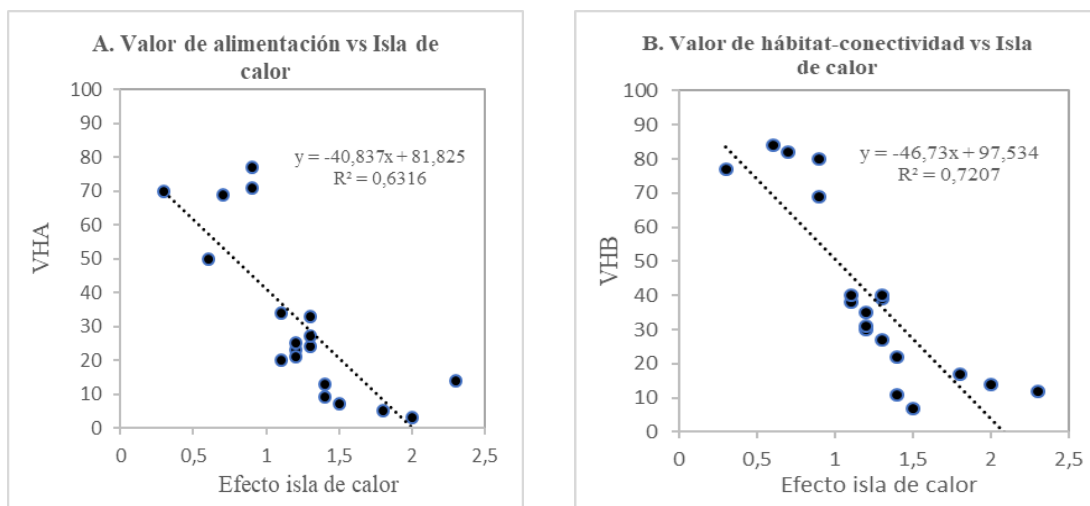 A. Valor de alimentación vs Isla de
calor
100
90
80
70
60
50
40
30
20
10
0
VHA
y = -40,837x + 81,825
R² = 0,6316
0 0,5 1 1,5 2 2,5
Efecto isla de calor
B. Valor de hábitat-conectividad vs Isla
de calor
100
90
80
70
60
50
40
30
20
10
0
VHB
y = -46,73x + 97,534
R² = 0,7207
0 0,5 1 1,5 2 2,5
Efecto isla de calor